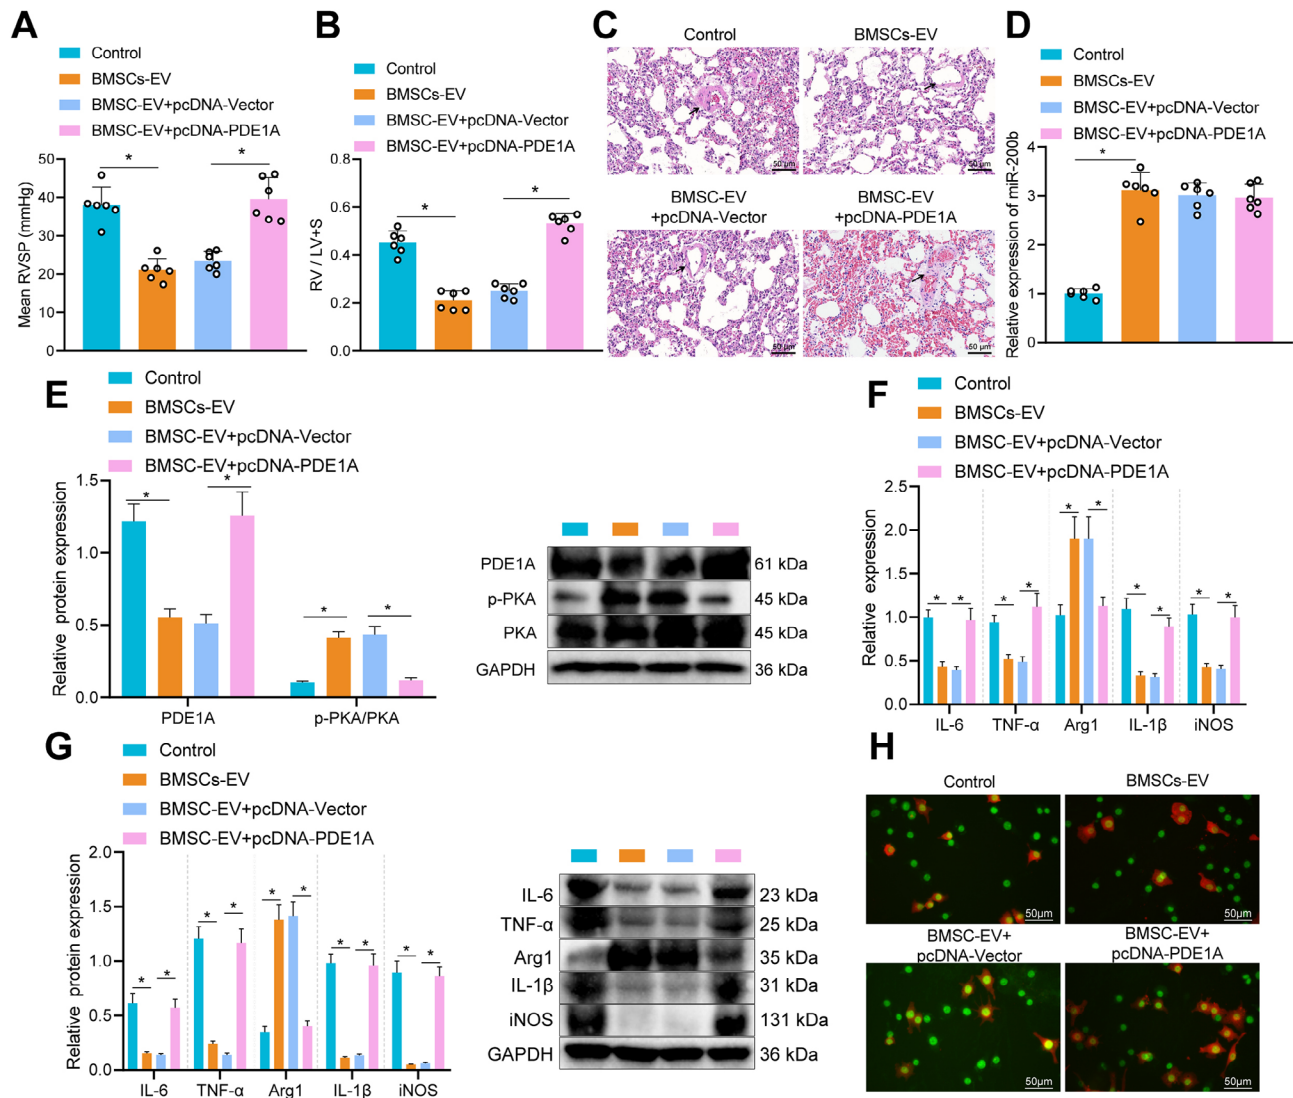 A
Control
BMSCs-EV
BMSC-EV+pcDNA-Vector
BMSC-EV+pcDNA-PDE1A
Mean RVSP (mmHg)
50
40
30
20
10
0
*
*
B
Control
BMSCs-EV
BMSC-EV+pcDNA-Vector
BMSC-EV+pcDNA-PDE1A
RV / LV+S
0.8
0.6
0.4
0.2
0.0
*
*
C
Control
BMSCs-EV
50 μm
50 μm
BMSC-EV
+pcDNA-Vector
BMSC-EV
+pcDNA-PDE1A
50 μm
50 μm
D
Control
BMSCs-EV
BMSC-EV+pcDNA-Vector
BMSC-EV+pcDNA-PDE1A
Relative expression of miR-200b
4
3
2
1
0
*
E
Control
BMSCs-EV
BMSC-EV+pcDNA-Vector
BMSC-EV+pcDNA-PDE1A
Relative protein expression
1.5
1.0
0.5
0.0
*
*
*
*
PDE1A
p-PKA/PKA
PDE1A
61 kDa
p-PKA
45 kDa
PKA
45 kDa
GAPDH
36 kDa
F
Control
BMSCs-EV
BMSC-EV+pcDNA-Vector
BMSC-EV+pcDNA-PDE1A
Relative expression
2.5
2.0
1.5
1.0
0.5
0.0
* *
* *
* *
* *
* *
IL-6
TNF-α
Arg1
IL-1β
iNOS
G
Control
BMSCs-EV
BMSC-EV+pcDNA-Vector
BMSC-EV+pcDNA-PDE1A
Relative protein expression
2.0
1.5
1.0
0.5
0.0
* *
* *
* *
* *
* *
IL-6
TNF-α
Arg1
IL-1β
iNOS
IL-6
23 kDa
TNF-α
25 kDa
Arg1
35 kDa
IL-1β
31 kDa
iNOS
131 kDa
GAPDH
36 kDa
H
Control
BMSCs-EV
50μm
50μm
BMSC-EV+
pcDNA-Vector
BMSC-EV+
pcDNA-PDE1A
50μm
50μm